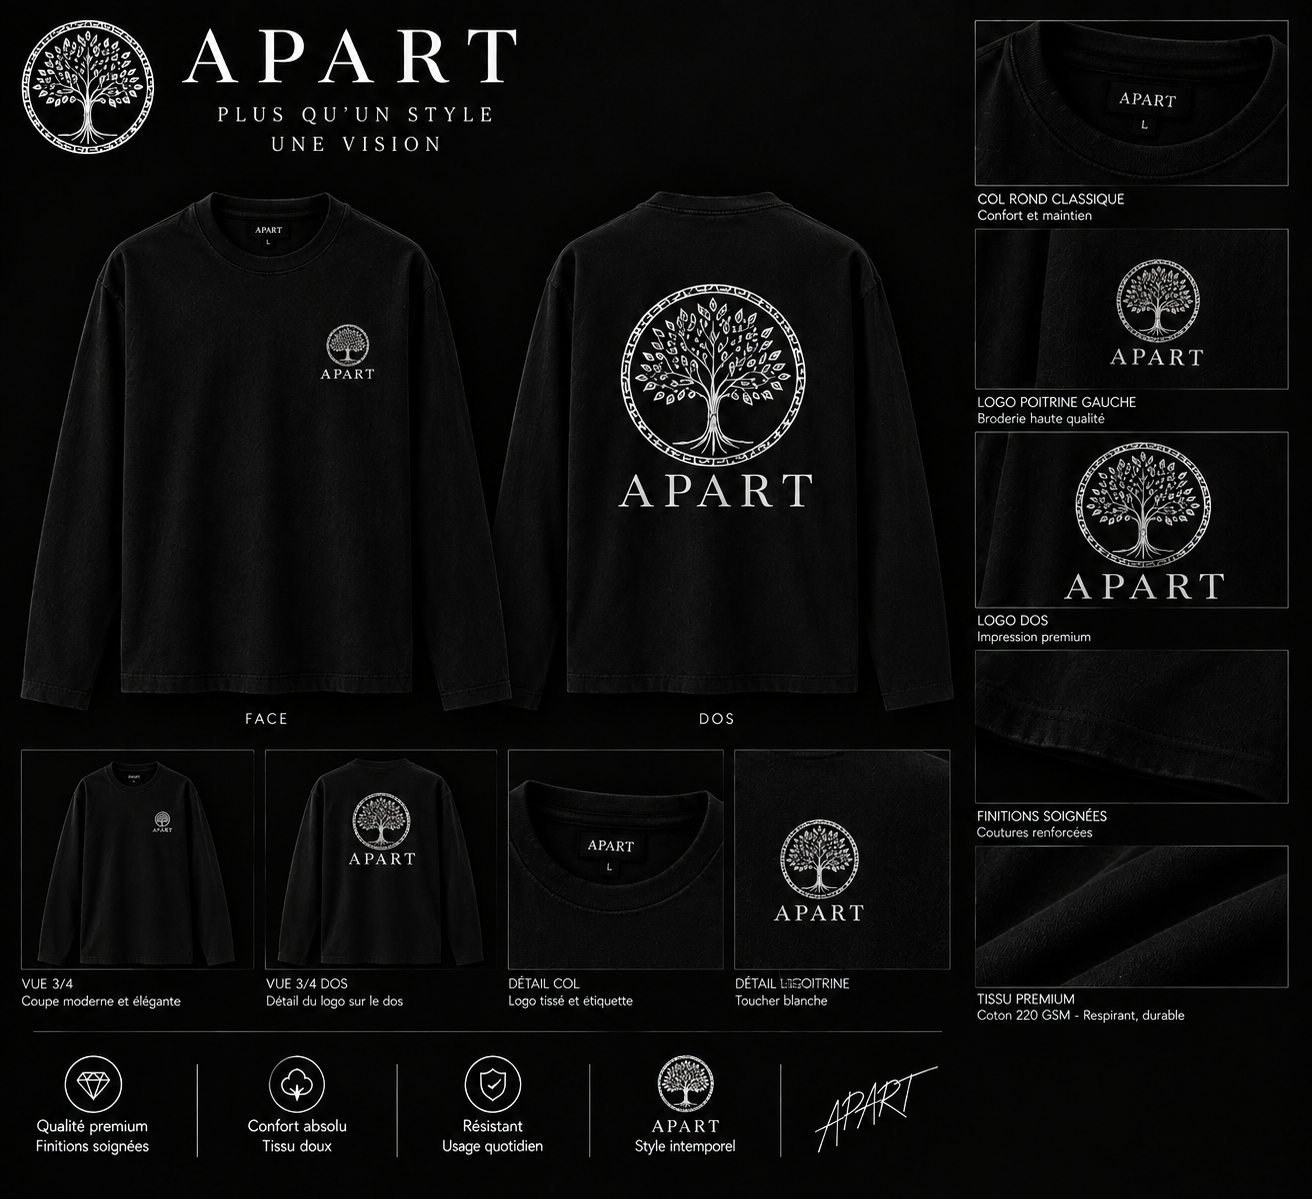 APART
PLUS QU'UN STYLE
UNE VISION
APART
L
APART
APART
FACE
DOS
APART
L
COL ROND CLASSIQUE
Confort et maintien
APART
LOGO POITRINE GAUCHE
Broderie haute qualité
APART
LOGO DOS
Impression premium
FINITIONS SOIGNÉES
Coutures renforcées
TISSU PREMIUM
Coton 220 GSM - Respirant, durable
APART
APART
VUE 3/4
Coupe moderne et élégante
APART
VUE 3/4 DOS
Détail du logo sur le dos
APART
L
DÉTAIL COL
Logo tissé et étiquette
APART
DÉTAIL
Toucher blanche
Qualité premium
Finitions soignées
Confort absolu
Tissu doux
Résistant
Usage quotidien
APART
Style intemporel
APART